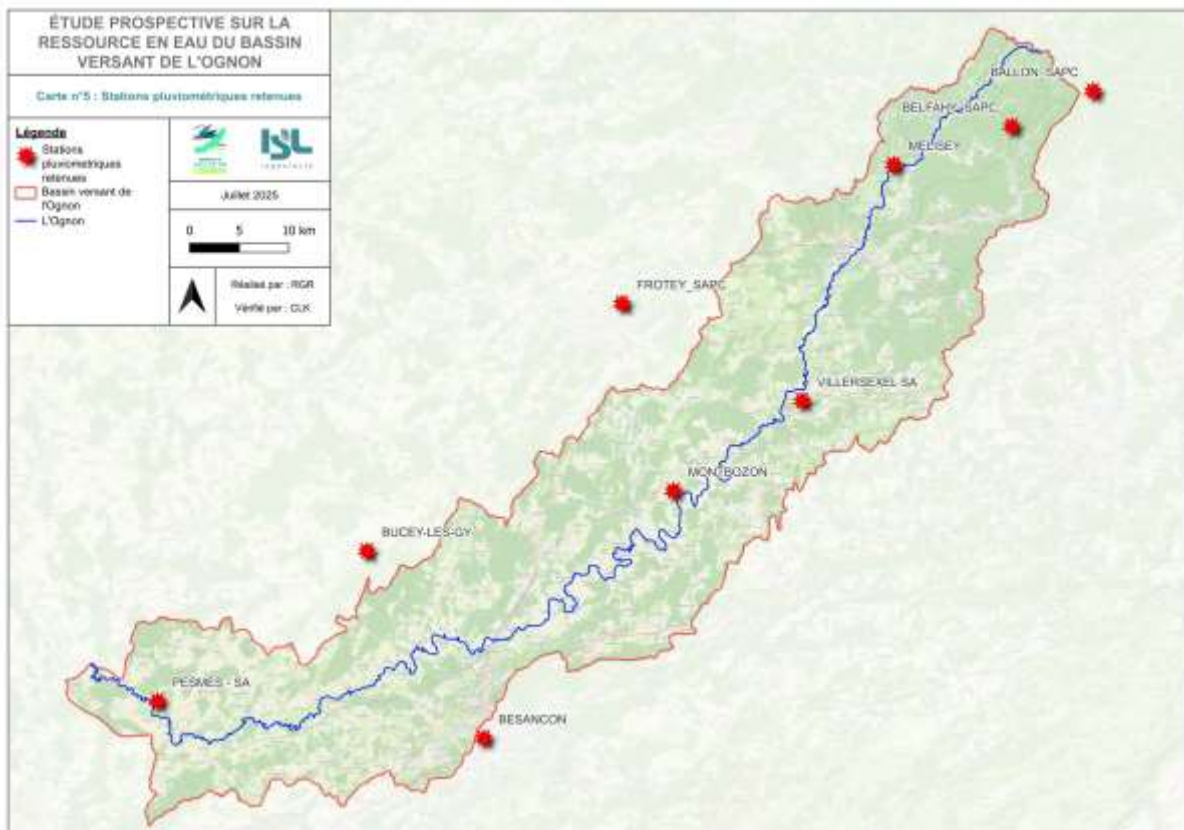 ÉTUDE PROSPECTIVE SUR LA
RESSOURCE EN EAU DU BASSIN
VERSANT DE L'OGNON
Carte n°5 : Stations pluviométriques retenues
Légende
Stations
pluviometriques
retenues
Bassin versant de
l'Ognon
L'Ognon
ISL
Juillet 2025
0 5 10 km
Réalisé par : RGR
Vérifié par : CLK
BALLON_SAPC
BELFAHY_SAPC
MELISEY
FROTEY_SAPC
VILLERSEXEL-SA
MONTBOZON
BUCEY-LES-GY
PESMES - SA
BESANCON